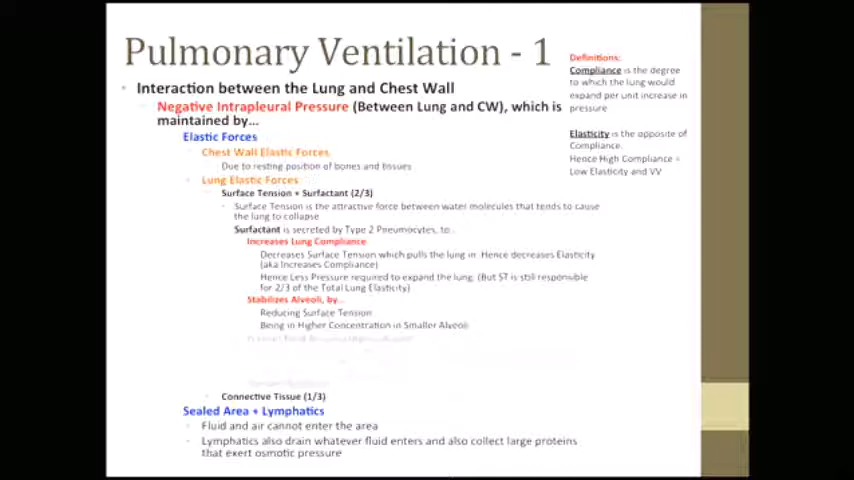 Pulmonary Ventilation - 1
Interaction between the Lung and Chest Wall
Negative Intrapleural Pressure (Between Lung and CW), which is
maintained by...
Elastic Forces
Chest Wall Elastic Forces
Due to resting position of bones and tissues
Lung Elastic Forces
Surface Tension + Surfactant (2/3)
Surface Tension is the attractive force between water molecules that tends to cause
the lung to collapse
Surfactant is secreted by Type 2 Pneumocytes, to...
Increases Lung Compliance
Decreases Surface Tension which pulls the lung in. Hence decreases Elasticity
(aka Increases Compliance)
Hence Less Pressure required to expand the lung. (But ST is still responsible
for 2/3 of the Total Lung Elasticity)
Stabilizes Alveoli, by...
Reducing Surface Tension
Being in Higher Concentration in Smaller Alveoli
Connective Tissue (1/3)
Sealed Area + Lymphatics
Fluid and air cannot enter the area
Lymphatics also drain whatever fluid enters and also collect large proteins
that exert osmotic pressure
Definitions:
Compliance is the degree
to which the lung would
expand per unit increase in
pressure
Elasticity is the opposite of
Compliance.
Hence High Compliance =
Low Elasticity and VV